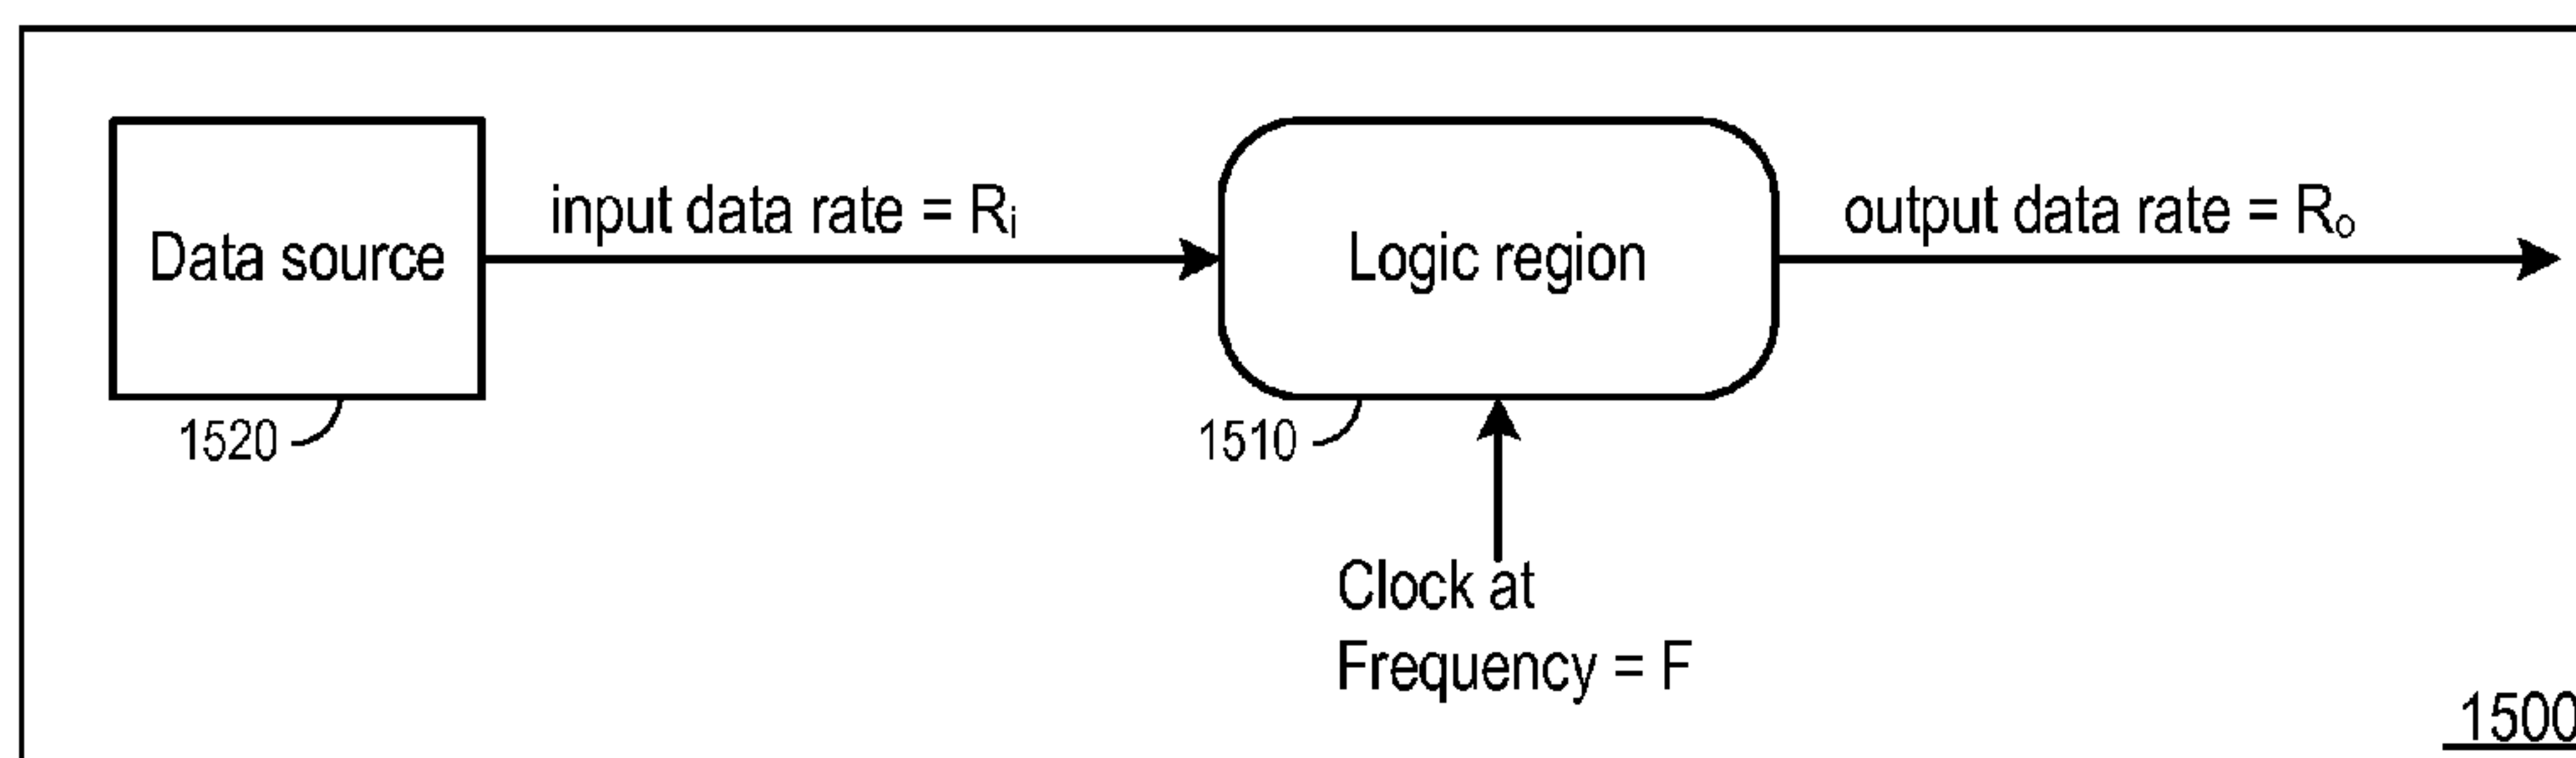 Data source
input data rate = Rᵢ
Logic region
output data rate = Rₒ
1520
1510
Clock at
Frequency = F
1500